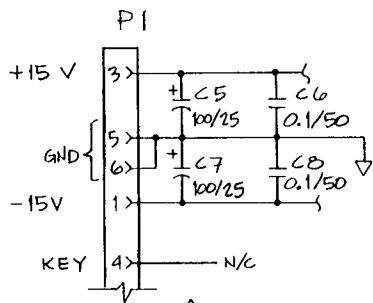 P1
+15 V 3 + C5 C6
100/25 0.1/50
GND 5
6 + C7 C8
100/25 0.1/50
-15V 1
KEY 4 N/C